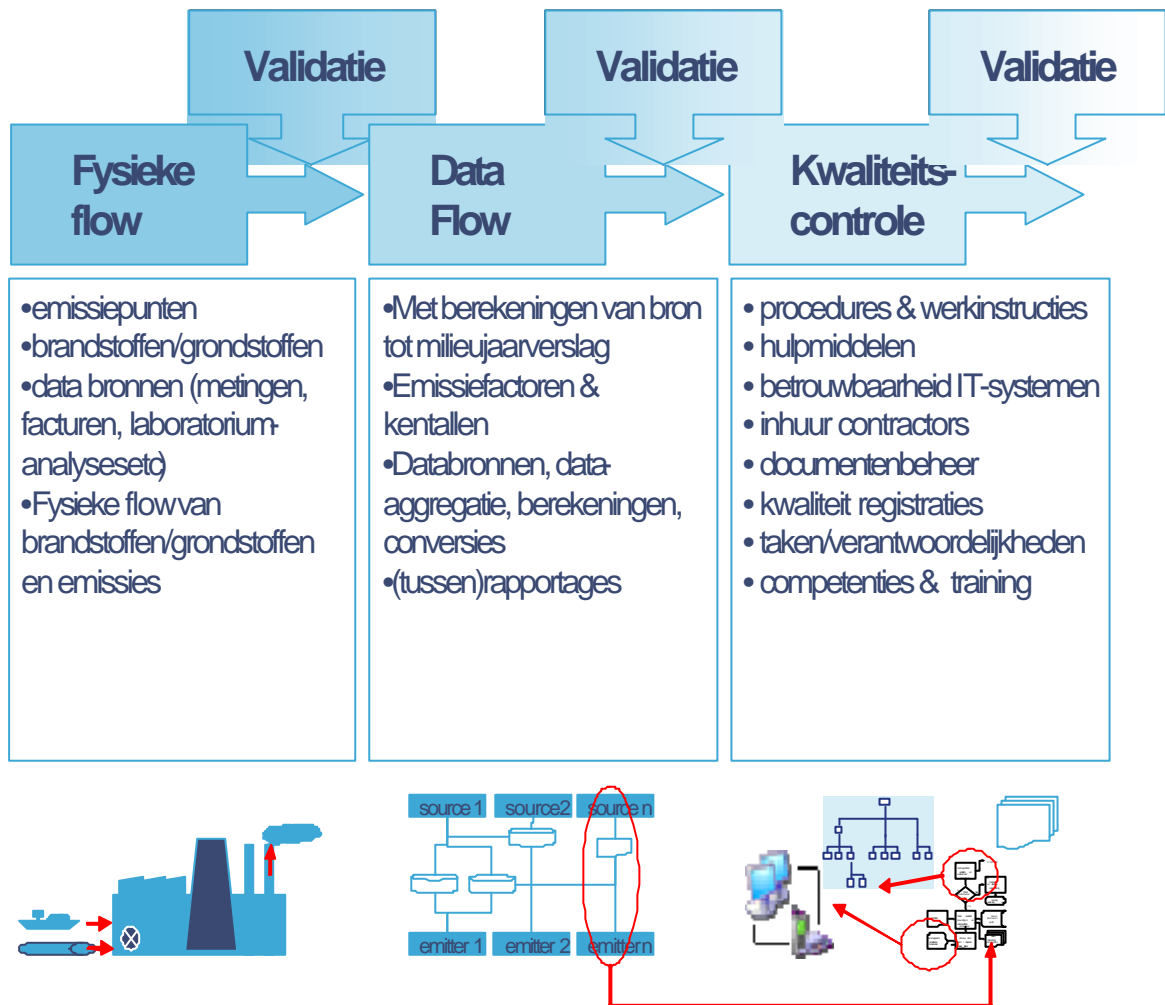 Validatie
Validatie
Validatie
Fysieke
flow
Data
Flow
Kwaliteits-
controle
•emissiepunten
•brandstoffen/grondstoffen
•data bronnen (metingen,
facturen, laboratorium-
analysesetc)
•Fysieke flow van
brandstoffen/grondstoffen
en emissies
•Met berekeningen van bron
tot milieujaarverslag
•Emissiefactoren &
kentallen
•Databronnen, data-
aggregatie, berekeningen,
conversies
•(tussen)rapportages
• procedures & werkinstructies
• hulpmiddelen
• betrouwbaarheid IT-systemen
• inhuur contractors
• documentenbeheer
• kwaliteit registraties
• taken/verantwoordelijkheden
• competenties & training
source 1
source2
source n
emitter 1
emitter 2
emitter n